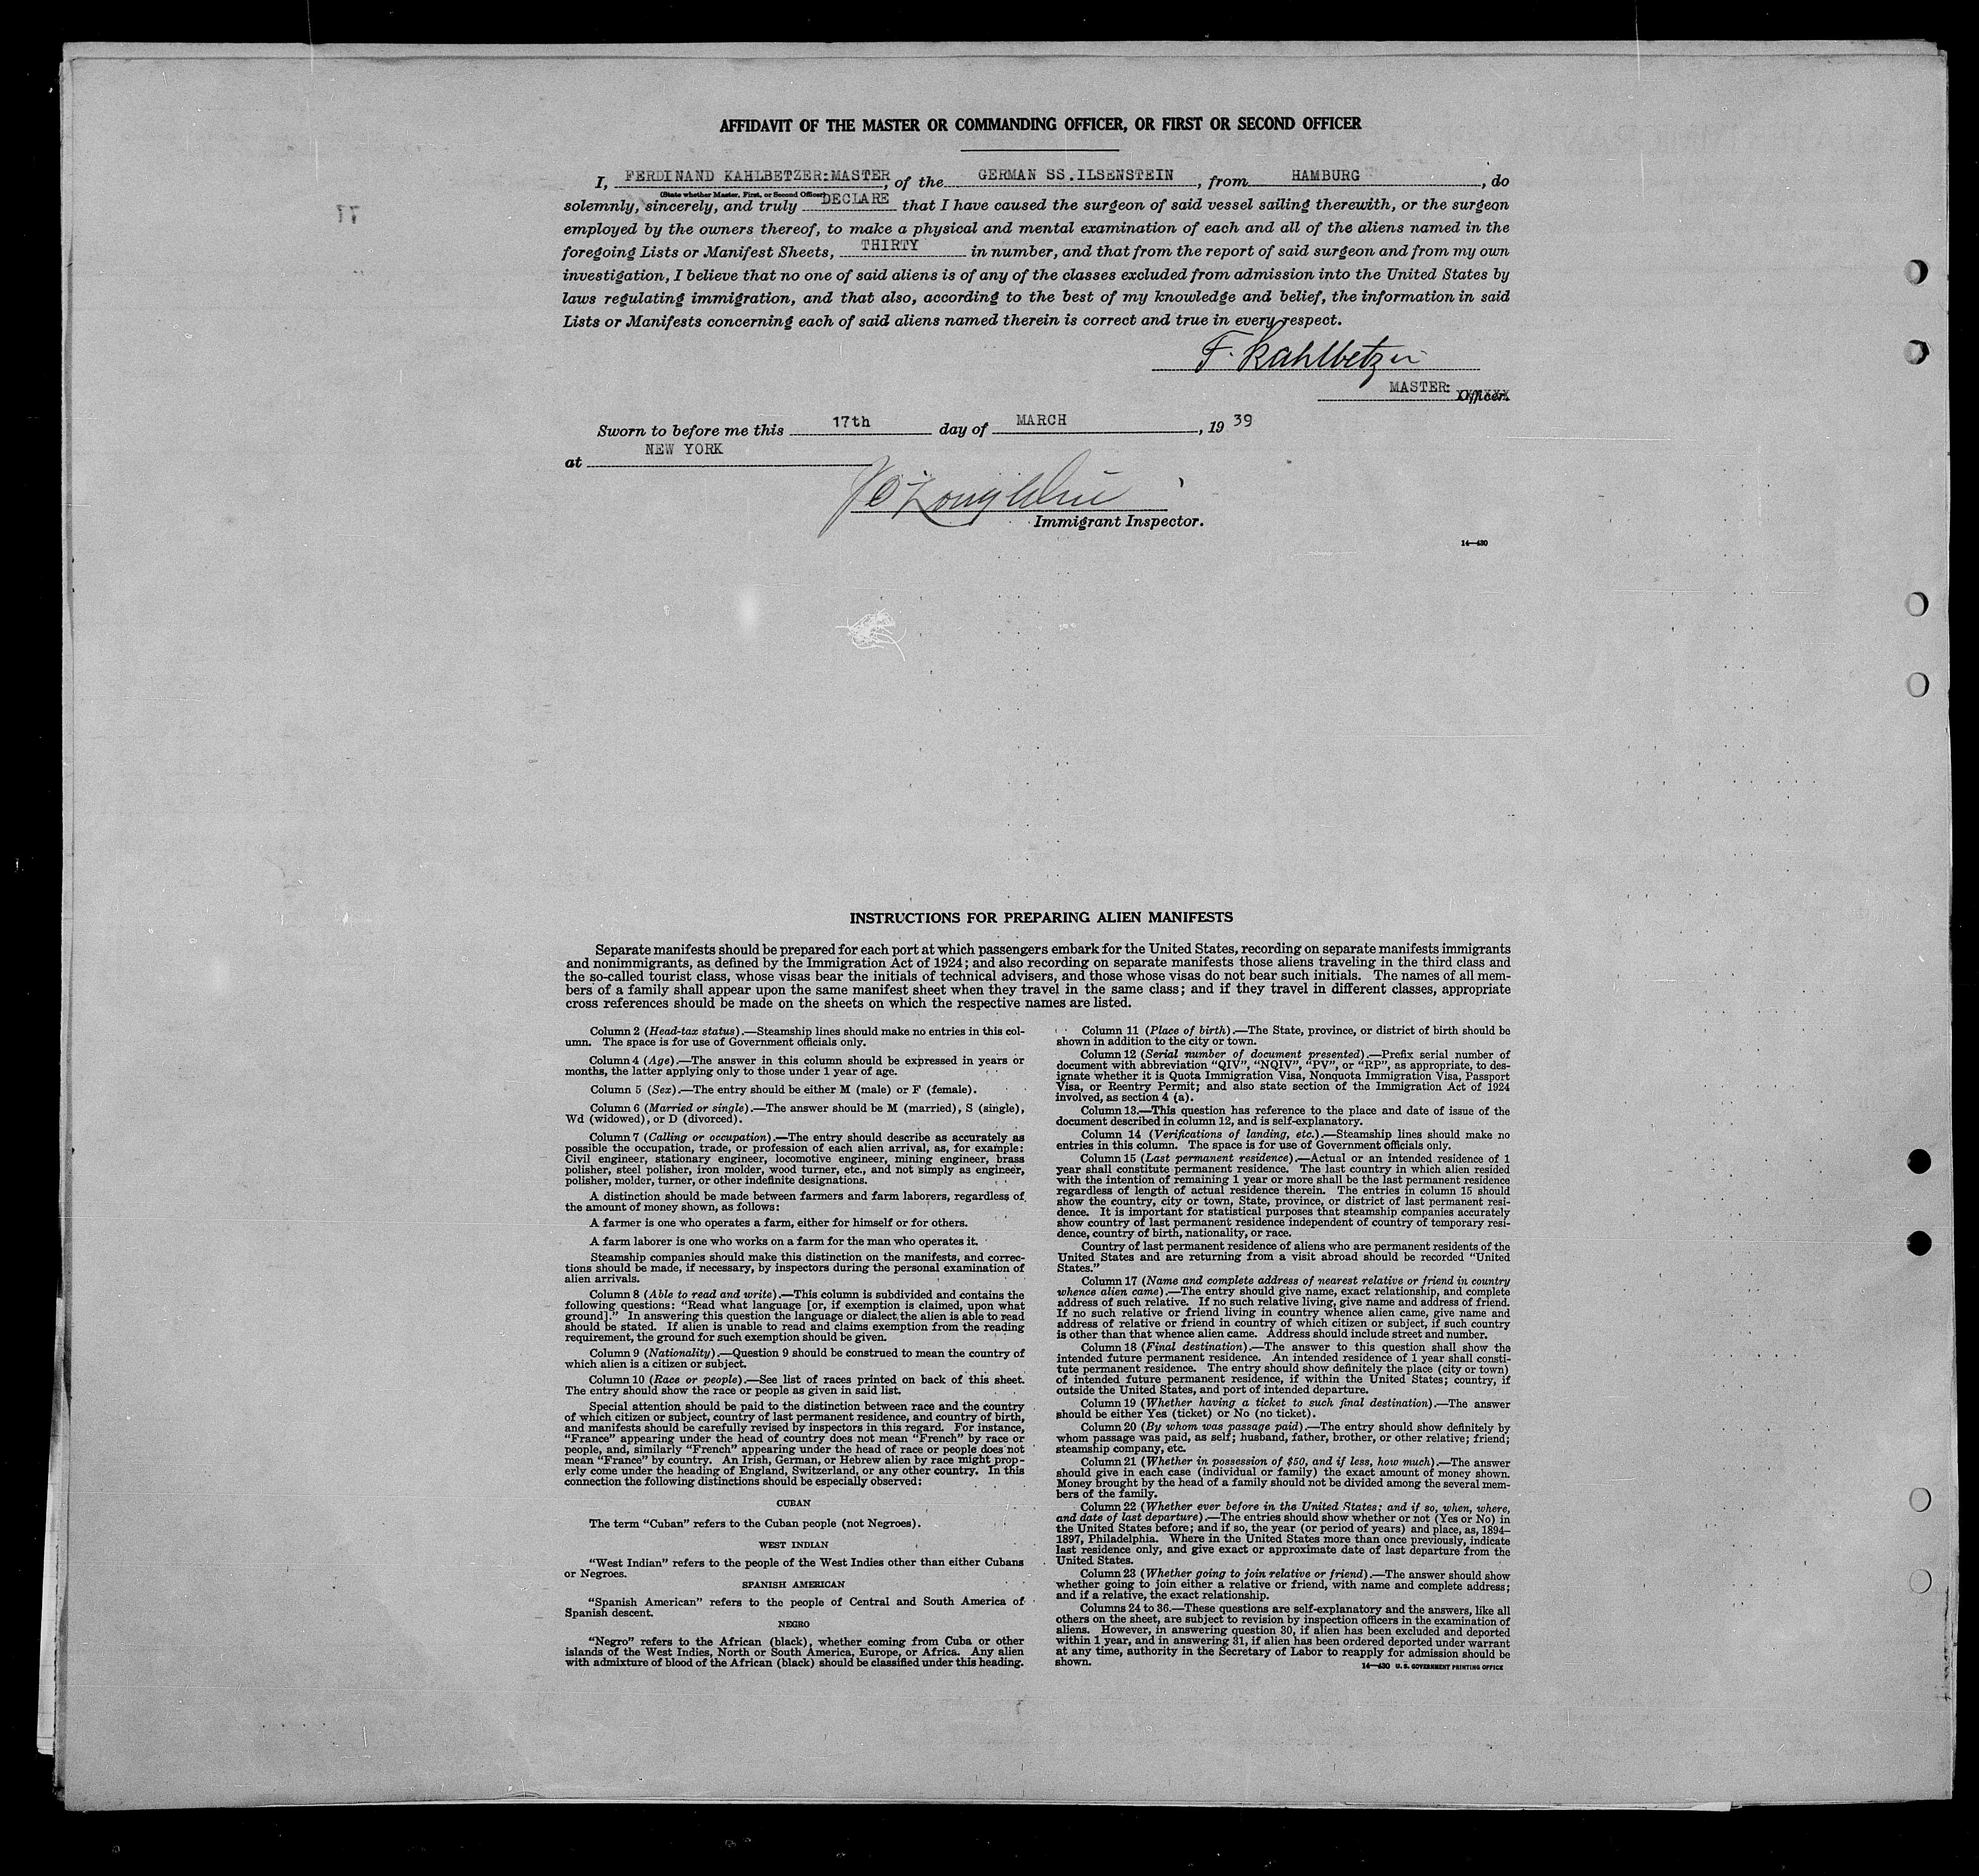 AFFIDAVIT OF THE MASTER OR COMMANDING OFFICER, OR FIRST OR SECOND OFFICER
I, FERDINAND KAHLBETZER:MASTER, of the GERMAN SS.ILSENSTEIN, from HAMBURG, do
(State whether Master, First, or Second Officer)
solemnly, sincerely, and truly DECLARE that I have caused the surgeon of said vessel sailing therewith, or the surgeon
employed by the owners thereof, to make a physical and mental examination of each and all of the aliens named in the
foregoing Lists or Manifest Sheets, THIRTY in number, and that from the report of said surgeon and from my own
investigation, I believe that no one of said aliens is of any of the classes excluded from admission into the United States by
laws regulating immigration, and that also, according to the best of my knowledge and belief, the information in said
Lists or Manifests concerning each of said aliens named therein is correct and true in every respect.
F. Kahlbetzer
MASTER: Officer.
Sworn to before me this 17th day of MARCH, 19 39
at NEW YORK
Immigrant Inspector.
14—430
INSTRUCTIONS FOR PREPARING ALIEN MANIFESTS
Separate manifests should be prepared for each port at which passengers embark for the United States, recording on separate manifests immigrants
and nonimmigrants, as defined by the Immigration Act of 1924; and also recording on separate manifests those aliens traveling in the third class and
the so-called tourist class, whose visas bear the initials of technical advisers, and those whose visas do not bear such initials. The names of all mem-
bers of a family shall appear upon the same manifest sheet when they travel in the same class; and if they travel in different classes, appropriate
cross references should be made on the sheets on which the respective names are listed.
Column 2 (Head-tax status).—Steamship lines should make no entries in this col-
umn. The space is for use of Government officials only.
Column 4 (Age).—The answer in this column should be expressed in years or
months, the latter applying only to those under 1 year of age.
Column 5 (Sex).—The entry should be either M (male) or F (female).
Column 6 (Married or single).—The answer should be M (married), S (single),
Wd (widowed), or D (divorced).
Column 7 (Calling or occupation).—The entry should describe as accurately as
possible the occupation, trade, or profession of each alien arrival, as, for example:
Civil engineer, stationary engineer, locomotive engineer, mining engineer, brass
polisher, steel polisher, iron molder, wood turner, etc., and not simply as engineer,
polisher, molder, turner, or other indefinite designations.
A distinction should be made between farmers and farm laborers, regardless of
the amount of money shown, as follows:
A farmer is one who operates a farm, either for himself or for others.
A farm laborer is one who works on a farm for the man who operates it.
Steamship companies should make this distinction on the manifests, and correc-
tions should be made, if necessary, by inspectors during the personal examination of
alien arrivals.
Column 8 (Able to read and write).—This column is subdivided and contains the
following questions: “Read what language [or, if exemption is claimed, upon what
ground].” In answering this question the language or dialect the alien is able to read
should be stated. If alien is unable to read and claims exemption from the reading
requirement, the ground for such exemption should be given.
Column 9 (Nationality).—Question 9 should be construed to mean the country of
which alien is a citizen or subject.
Column 10 (Race or people).—See list of races printed on back of this sheet.
The entry should show the race or people as given in said list.
Special attention should be paid to the distinction between race and the country
of which citizen or subject, country of last permanent residence, and country of birth,
and manifests should be carefully revised by inspectors in this regard. For instance,
“France” appearing under the head of country does not mean “French” by race or
people, and, similarly “French” appearing under the head of race or people does not
mean “France” by country. An Irish, German, or Hebrew alien by race might prop-
erly come under the heading of England, Switzerland, or any other country. In this
connection the following distinctions should be especially observed:
CUBAN
The term “Cuban” refers to the Cuban people (not Negroes).
WEST INDIAN
“West Indian” refers to the people of the West Indies other than either Cubans
or Negroes.
SPANISH AMERICAN
“Spanish American” refers to the people of Central and South America of
Spanish descent.
NEGRO
“Negro” refers to the African (black), whether coming from Cuba or other
islands of the West Indies, North or South America, Europe, or Africa. Any alien
with admixture of blood of the African (black) should be classified under this heading.
Column 11 (Place of birth).—The State, province, or district of birth should be
shown in addition to the city or town.
Column 12 (Serial number of document presented).—Prefix serial number of
document with abbreviation “QIV”, “NQIV”, “PV”, or “RP”, as appropriate, to des-
ignate whether it is Quota Immigration Visa, Nonquota Immigration Visa, Passport
Visa, or Reentry Permit; and also state section of the Immigration Act of 1924
involved, as section 4 (a).
Column 13.—This question has reference to the place and date of issue of the
document described in column 12, and is self-explanatory.
Column 14 (Verifications of landing, etc.).—Steamship lines should make no
entries in this column. The space is for use of Government officials only.
Column 15 (Last permanent residence).—Actual or an intended residence of 1
year shall constitute permanent residence. The last country in which alien resided
with the intention of remaining 1 year or more shall be the last permanent residence
regardless of length of actual residence therein. The entries in column 15 should
show the country, city or town, State, province, or district of last permanent resi-
dence. It is important for statistical purposes that steamship companies accurately
show country of last permanent residence independent of country of temporary resi-
dence, country of birth, nationality, or race.
Country of last permanent residence of aliens who are permanent residents of the
United States and are returning from a visit abroad should be recorded “United
States.”
Column 17 (Name and complete address of nearest relative or friend in country
whence alien came).—The entry should give name, exact relationship, and complete
address of such relative. If no such relative living, give name and address of friend.
If no such relative or friend living in country whence alien came, give name and
address of relative or friend in country of which citizen or subject, if such country
is other than that whence alien came. Address should include street and number.
Column 18 (Final destination).—The answer to this question shall show the
intended future permanent residence. An intended residence of 1 year shall consti-
tute permanent residence. The entry should show definitely the place (city or town)
of intended future permanent residence, if within the United States; country, if
outside the United States, and port of intended departure.
Column 19 (Whether having a ticket to such final destination).—The answer
should be either Yes (ticket) or No (no ticket).
Column 20 (By whom was passage paid).—The entry should show definitely by
whom passage was paid, as self; husband, father, brother, or other relative; friend;
steamship company, etc.
Column 21 (Whether in possession of $50, and if less, how much).—The answer
should give in each case (individual or family) the exact amount of money shown.
Money brought by the head of a family should not be divided among the several mem-
bers of the family.
Column 22 (Whether ever before in the United States; and if so, when, where,
and date of last departure).—The entries should show whether or not (Yes or No) in
the United States before; and if so, the year (or period of years) and place, as, 1894–
1897, Philadelphia. Where in the United States more than once previously, indicate
last residence only, and give exact or approximate date of last departure from the
United States.
Column 23 (Whether going to join relative or friend).—The answer should show
whether going to join either a relative or friend, with name and complete address;
and if a relative, the exact relationship.
Columns 24 to 36.—These questions are self-explanatory and the answers, like all
others on the sheet, are subject to revision by inspection officers in the examination of
aliens. However, in answering question 30, if alien has been excluded and deported
within 1 year, and in answering 31, if alien has been ordered deported under warrant
at any time, authority in the Secretary of Labor to reapply for admission should be
shown.
14—430 U. S. GOVERNMENT PRINTING OFFICE